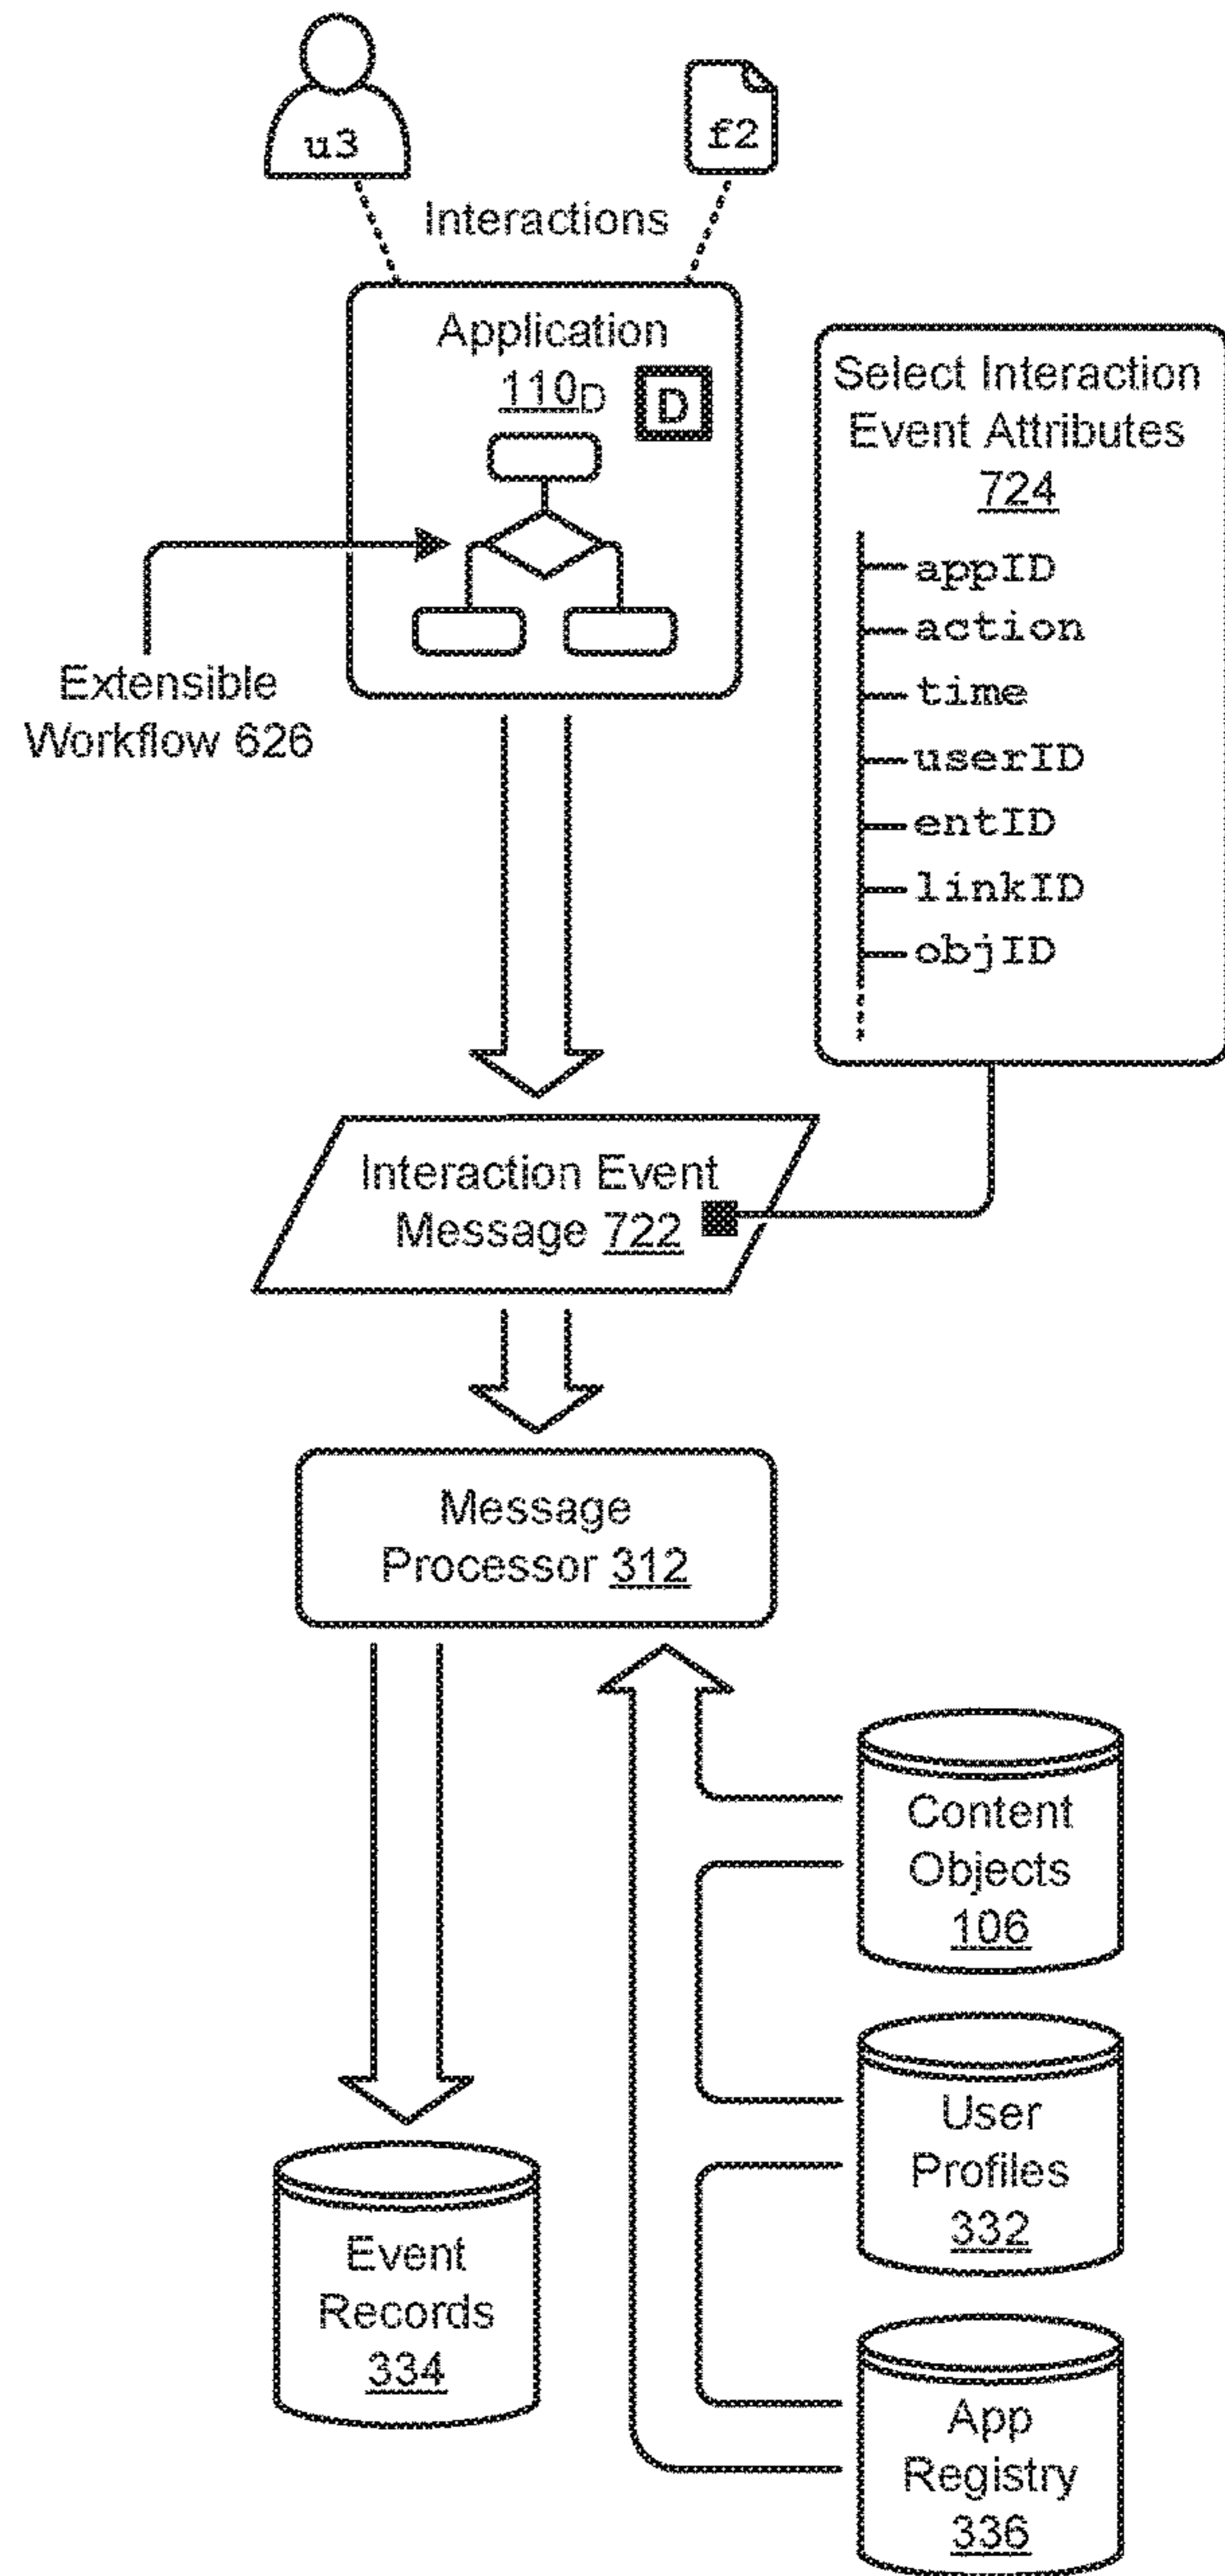 u3
f2
Interactions
Application
110D
D
Select Interaction
Event Attributes
724
appID
action
time
userID
entID
linkID
objID
Extensible
Workflow 626
Interaction Event
Message 722
Message
Processor 312
Content
Objects
106
User
Profiles
332
Event
Records
334
App
Registry
336